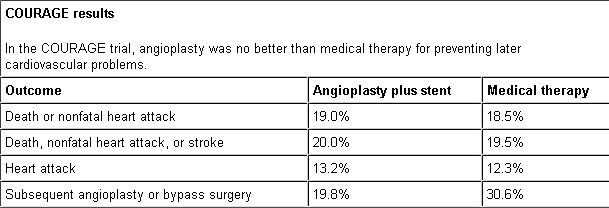 COURAGE results
In the COURAGE trial, angioplasty was no better than medical therapy for preventing later
cardiovascular problems.
Outcome Angioplasty plus stent Medical therapy
Death or nonfatal heart attack 19.0% 18.5%
Death, nonfatal heart attack, or stroke 20.0% 19.5%
Heart attack 13.2% 12.3%
Subsequent angioplasty or bypass surgery 19.8% 30.6%